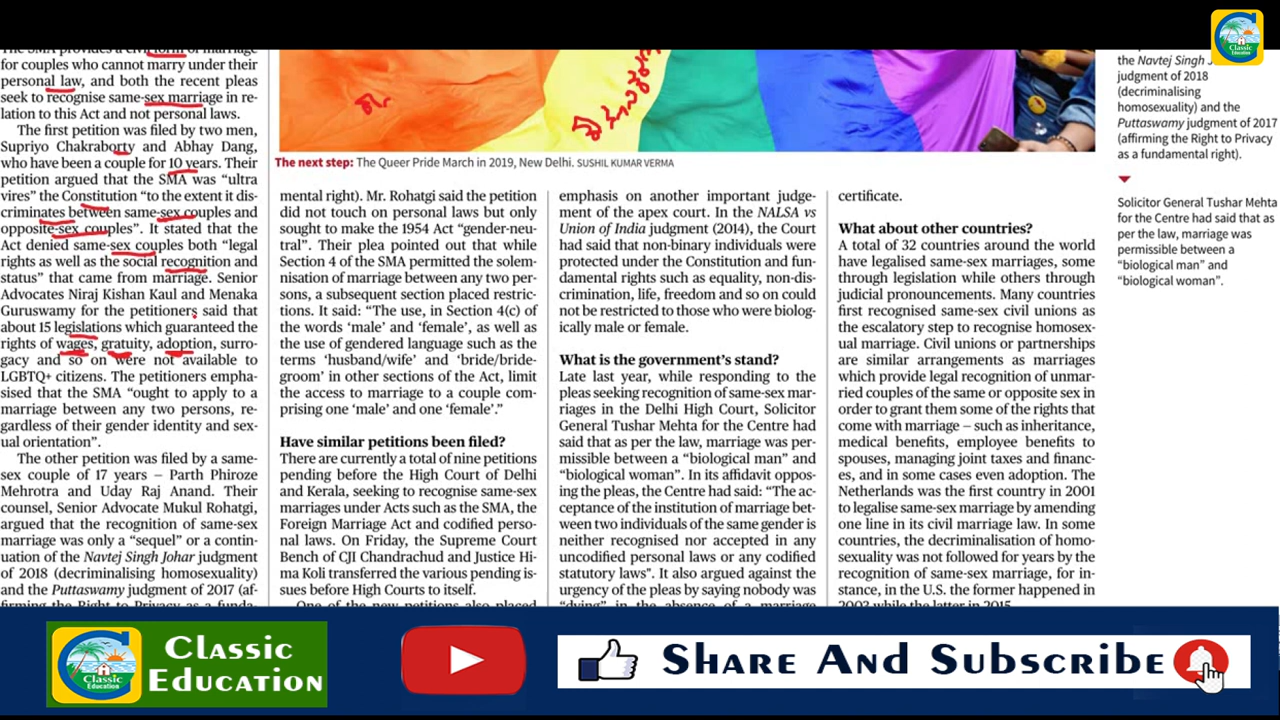 The SMA provides a civil form of marriage
for couples who cannot marry under their
personal law, and both the recent pleas
seek to recognise same-sex marriage in re-
lation to this Act and not personal laws.
The first petition was filed by two men,
Supriyo Chakraborty and Abhay Dang,
who have been a couple for 10 years. Their
petition argued that the SMA was “ultra
vires” the Constitution “to the extent it dis-
criminates between same-sex couples and
opposite-sex couples”. It stated that the
Act denied same-sex couples both “legal
rights as well as the social recognition and
status” that came from marriage. Senior
Advocates Niraj Kishan Kaul and Menaka
Guruswamy for the petitioners said that
about 15 legislations which guaranteed the
rights of wages, gratuity, adoption, surro-
gacy and so on were not available to
LGBTQ+ citizens. The petitioners empha-
sised that the SMA “ought to apply to a
marriage between any two persons, re-
gardless of their gender identity and sex-
ual orientation”.
The other petition was filed by a same-
sex couple of 17 years – Parth Phiroze
Mehrotra and Uday Raj Anand. Their
counsel, Senior Advocate Mukul Rohatgi,
argued that the recognition of same-sex
marriage was only a “sequel” or a contin-
uation of the Navtej Singh Johar judgment
of 2018 (decriminalising homosexuality)
and the Puttaswamy judgment of 2017 (af-
firming the Right to Privacy as a funda-
The next step: The Queer Pride March in 2019, New Delhi. SUSHIL KUMAR VERMA
mental right). Mr. Rohatgi said the petition
did not touch on personal laws but only
sought to make the 1954 Act “gender-neu-
tral”. Their plea pointed out that while
Section 4 of the SMA permitted the solem-
nisation of marriage between any two per-
sons, a subsequent section placed restric-
tions. It said: “The use, in Section 4(c) of
the words ‘male’ and ‘female’, as well as
the use of gendered language such as the
terms ‘husband/wife’ and ‘bride/bride-
groom’ in other sections of the Act, limit
the access to marriage to a couple com-
prising one ‘male’ and one ‘female’.”
Have similar petitions been filed?
There are currently a total of nine petitions
pending before the High Court of Delhi
and Kerala, seeking to recognise same-sex
marriages under Acts such as the SMA, the
Foreign Marriage Act and codified perso-
nal laws. On Friday, the Supreme Court
Bench of CJI Chandrachud and Justice Hi-
ma Koli transferred the various pending is-
sues before High Courts to itself.
One of the new petitions also placed
emphasis on another important judge-
ment of the apex court. In the NALSA vs
Union of India judgment (2014), the Court
had said that non-binary individuals were
protected under the Constitution and fun-
damental rights such as equality, non-dis-
crimination, life, freedom and so on could
not be restricted to those who were biolog-
ically male or female.
What is the government’s stand?
Late last year, while responding to the
pleas seeking recognition of same-sex mar-
riages in the Delhi High Court, Solicitor
General Tushar Mehta for the Centre had
said that as per the law, marriage was per-
missible between a “biological man” and
“biological woman”. In its affidavit oppos-
ing the pleas, the Centre had said: “The ac-
ceptance of the institution of marriage bet-
ween two individuals of the same gender is
neither recognised nor accepted in any
uncodified personal laws or any codified
statutory laws”. It also argued against the
urgency of the pleas by saying nobody was
“dying” in the absence of a marriage
certificate.
What about other countries?
A total of 32 countries around the world
have legalised same-sex marriages, some
through legislation while others through
judicial pronouncements. Many countries
first recognised same-sex civil unions as
the escalatory step to recognise homosex-
ual marriage. Civil unions or partnerships
are similar arrangements as marriages
which provide legal recognition of unmar-
ried couples of the same or opposite sex in
order to grant them some of the rights that
come with marriage – such as inheritance,
medical benefits, employee benefits to
spouses, managing joint taxes and financ-
es, and in some cases even adoption. The
Netherlands was the first country in 2001
to legalise same-sex marriage by amending
one line in its civil marriage law. In some
countries, the decriminalisation of homo-
sexuality was not followed for years by the
recognition of same-sex marriage, for in-
stance, in the U.S. the former happened in
2003 while the latter in 2015.
the Navtej Singh J
judgment of 2018
(decriminalising
homosexuality) and the
Puttaswamy judgment of 2017
(affirming the Right to Privacy
as a fundamental right).
Solicitor General Tushar Mehta
for the Centre had said that as
per the law, marriage was
permissible between a
“biological man” and
“biological woman”.
Classic
Education
Classic
Education
Classic
Education
Share And Subscribe